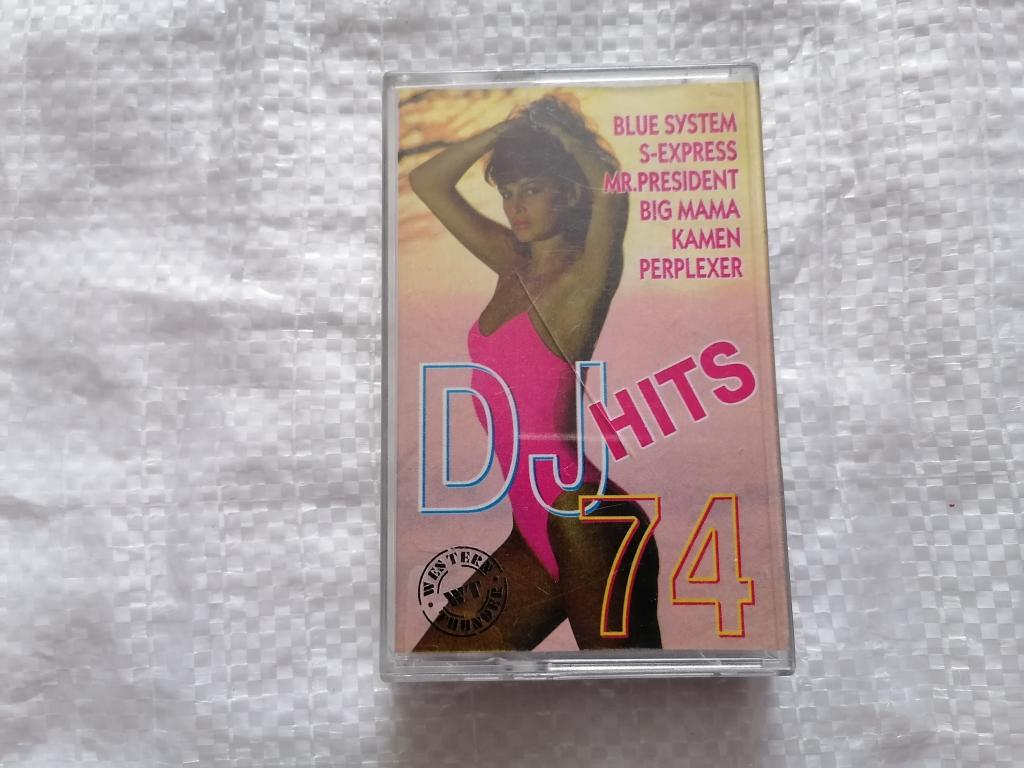 BLUE SYSTEM
S-EXPRESS
MR.PRESIDENT
BIG MAMA
KAMEN
PERPLEXER
DJ
HITS
74
WESTERN
WT
THUNDER